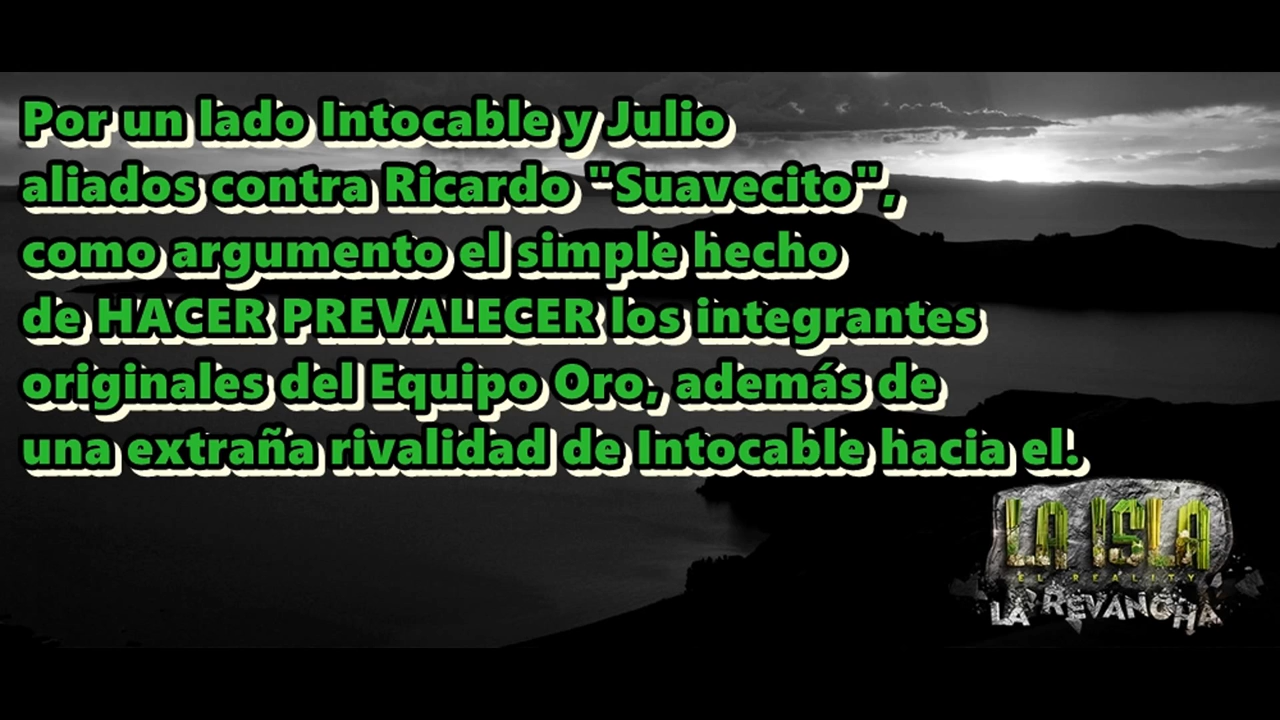 Por un lado Intocable y Julio
aliados contra Ricardo "Suavecito",
como argumento el simple hecho
de HACER PREVALECER los integrantes
originales del Equipo Oro, además de
una extraña rivalidad de Intocable hacia el.
LA ISLA
EL REALITY
LA REVANCHA